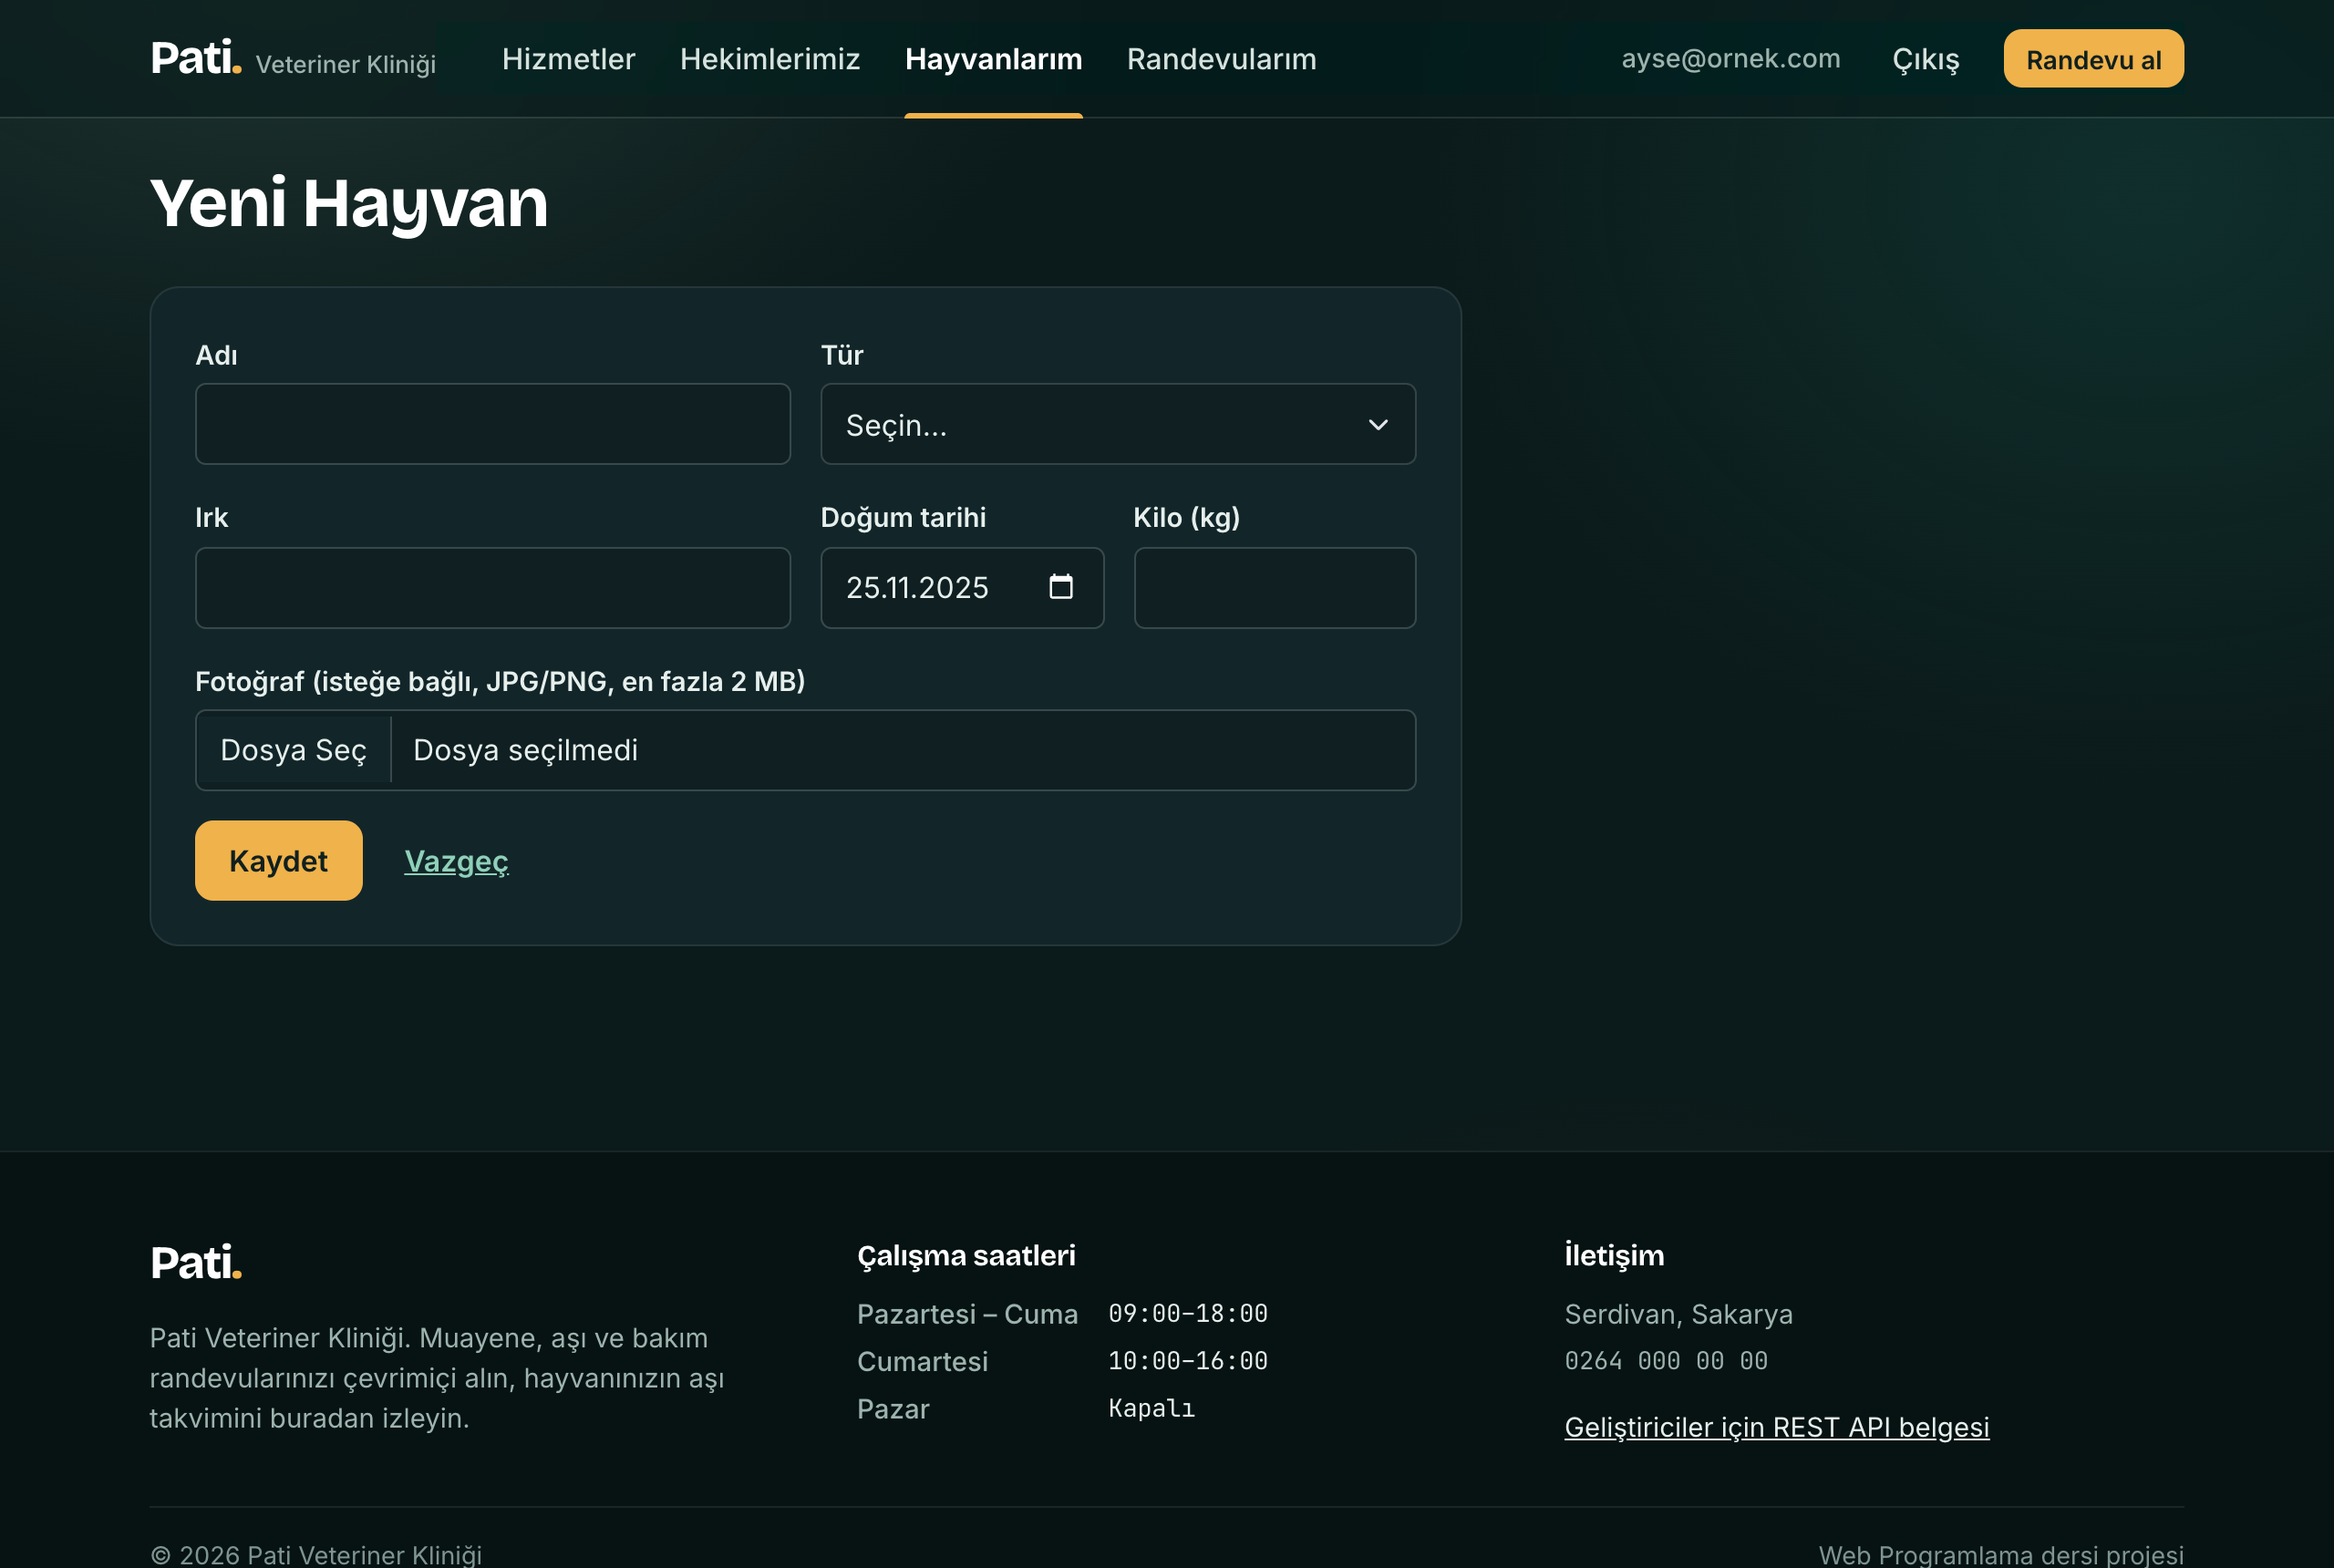 Pati. Veteriner Kliniği
Hizmetler
Hekimlerimiz
Hayvanlarım
Randevularım
ayse@ornek.com
Çıkış
Randevu al
Yeni Hayvan
Adı
Tür
Seçin...
Irk
Doğum tarihi
Kilo (kg)
25.11.2025
Fotoğraf (isteğe bağlı, JPG/PNG, en fazla 2 MB)
Dosya Seç
Dosya seçilmedi
Kaydet
Vazgeç
Pati.
Pati Veteriner Kliniği. Muayene, aşı ve bakım
randevularınızı çevrimiçi alın, hayvanınızın aşı
takvimini buradan izleyin.
Çalışma saatleri
Pazartesi – Cuma 09:00–18:00
Cumartesi 10:00–16:00
Pazar Kapalı
İletişim
Serdivan, Sakarya
0264 000 00 00
Geliştiriciler için REST API belgesi
© 2026 Pati Veteriner Kliniği
Web Programlama dersi projesi